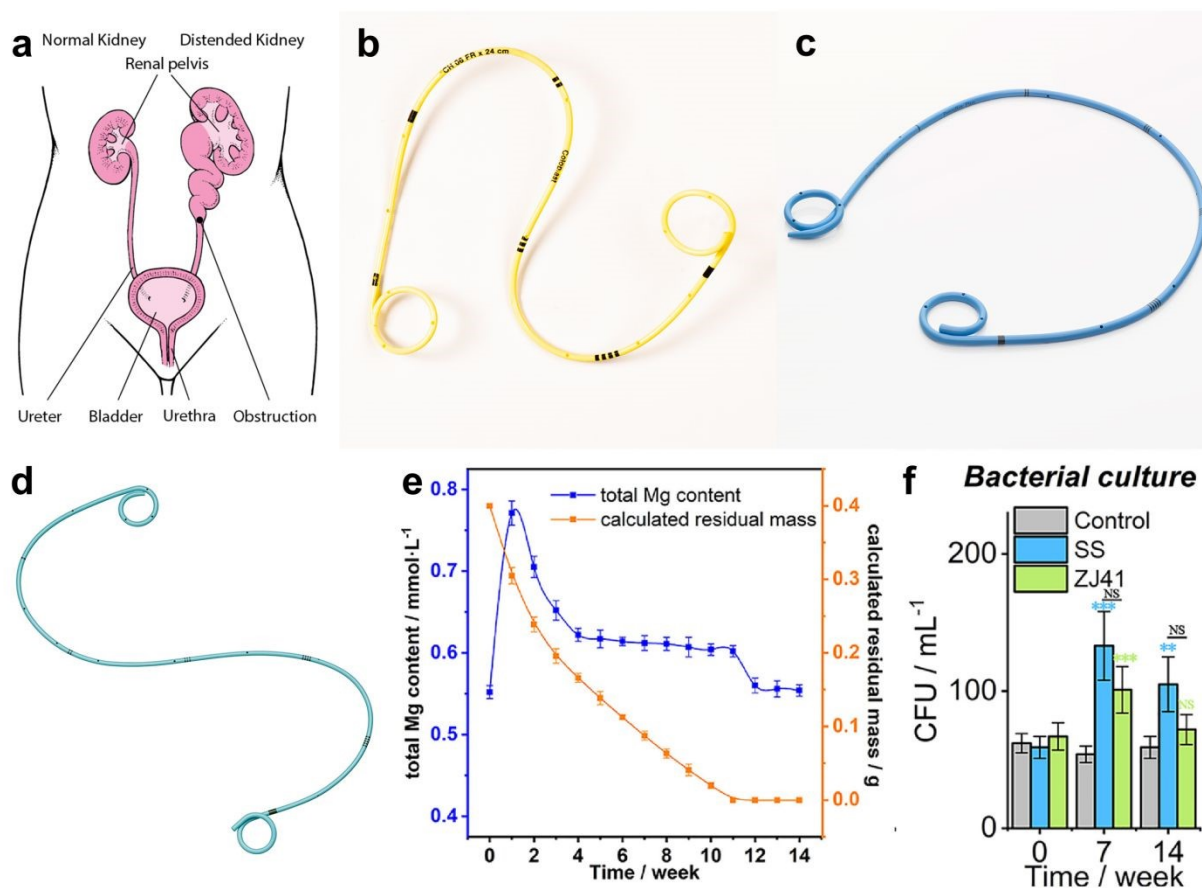 a
Normal Kidney Distended Kidney
Renal pelvis
Ureter Bladder Urethra Obstruction
b
CH 06 FR x 24 cm
Coloplast
c
d
e
total Mg content
calculated residual mass
total Mg content / mmol·L⁻¹
0.8
0.7
0.6
0.5
0.4
calculated residual mass / g
0.4
0.3
0.2
0.1
0.0
0 2 4 6 8 10 12 14
Time / week
f
Bacterial culture
Control
SS
ZJ41
CFU / mL⁻¹
200
100
0
NS
***
***
NS
**
NS
0 7 14
Time / week